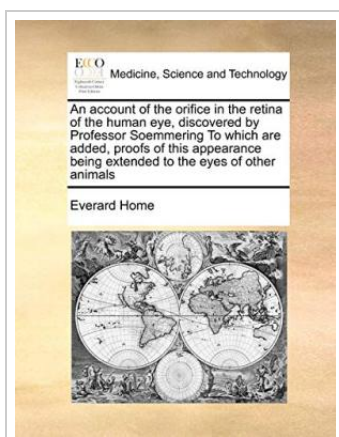 ECCO
Medicine, Science and Technology
An account of the orifice in the retina
of the human eye, discovered by
Professor Soemmering To which are
added, proofs of this appearance
being extended to the eyes of other
animals
Everard Home